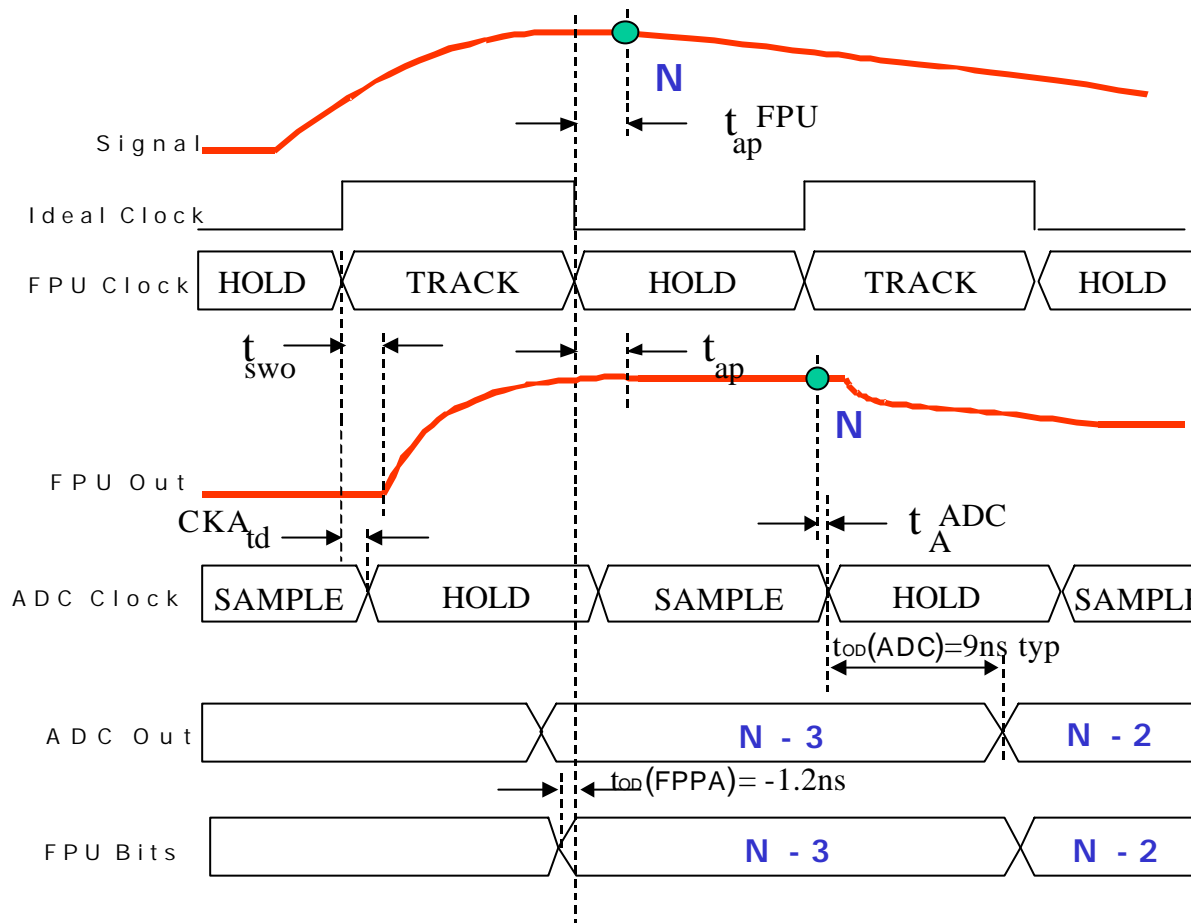 N
t ap FPU
Signal
Ideal Clock
FPU Clock HOLD TRACK HOLD TRACK HOLD
t swo t ap
N
FPU Out
CKA td t A ADC
ADC Clock SAMPLE HOLD SAMPLE HOLD SAMPLE
tOD(ADC)=9ns typ
ADC Out N - 3 N - 2
tOD(FPPA)= -1.2ns
FPU Bits N - 3 N - 2